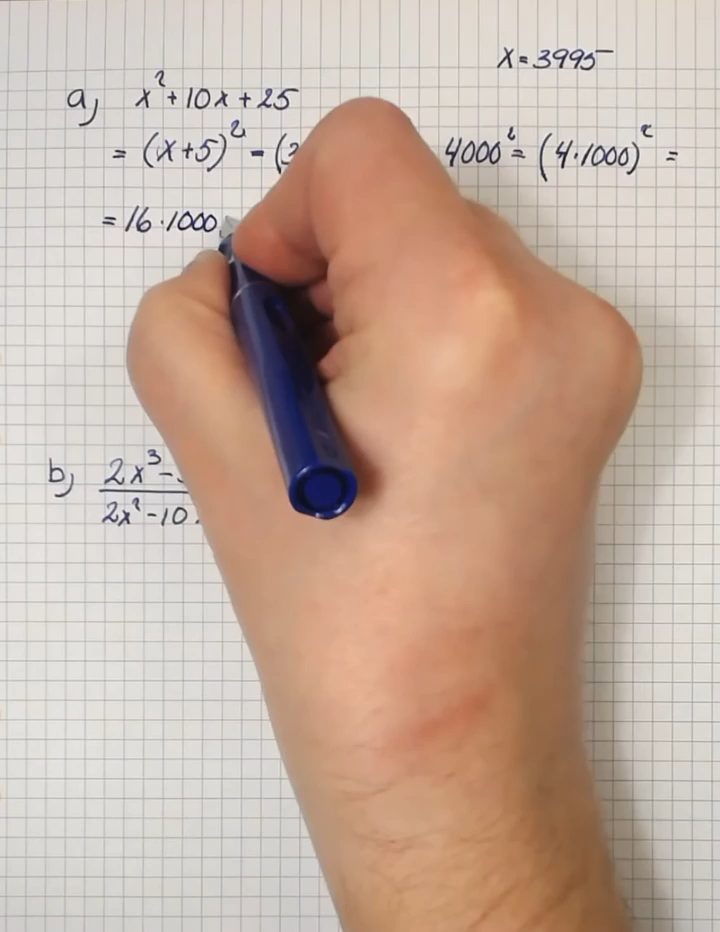 x = 3995
a) x² + 10x + 25
= (x+5)² = ( 4000² = (4·1000)² =
= 16·1000
b) 2x³ -
2x² - 10